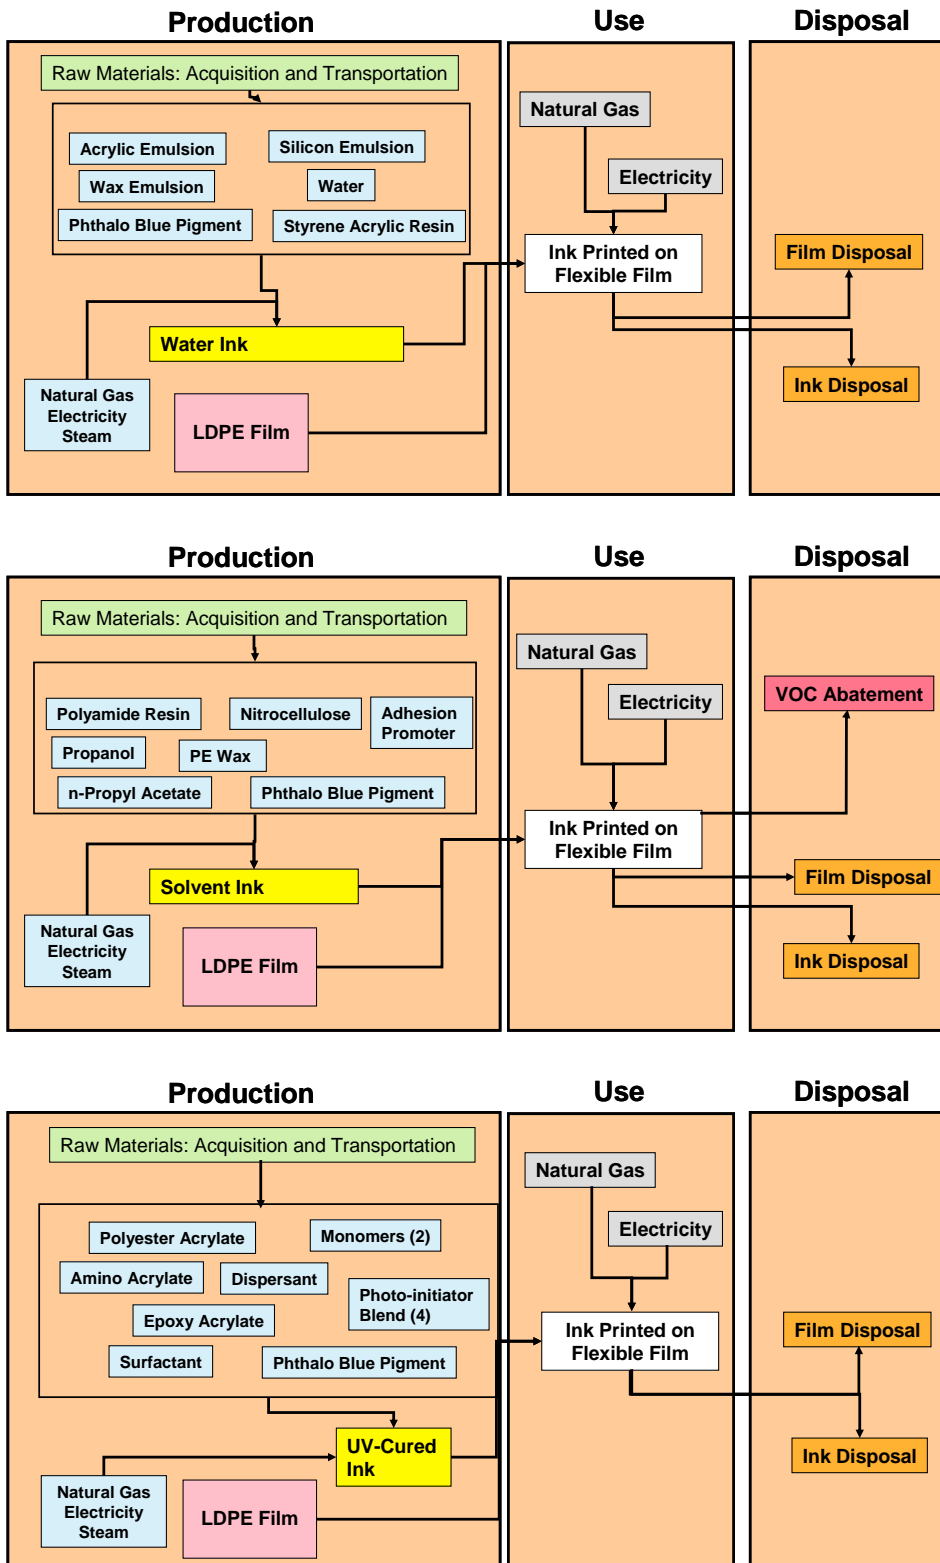 Production
Use
Disposal
Raw Materials: Acquisition and Transportation
Natural Gas
Acrylic Emulsion
Silicon Emulsion
Wax Emulsion
Water
Electricity
Phthalo Blue Pigment
Styrene Acrylic Resin
Ink Printed on
Flexible Film
Film Disposal
Water Ink
Ink Disposal
Natural Gas
Electricity
Steam
LDPE Film
Production
Use
Disposal
Raw Materials: Acquisition and Transportation
Natural Gas
Electricity
VOC Abatement
Polyamide Resin
Nitrocellulose
Adhesion
Promoter
Propanol
PE Wax
n-Propyl Acetate
Phthalo Blue Pigment
Ink Printed on
Flexible Film
Solvent Ink
Film Disposal
Natural Gas
Electricity
Steam
LDPE Film
Ink Disposal
Production
Use
Disposal
Raw Materials: Acquisition and Transportation
Natural Gas
Polyester Acrylate
Monomers (2)
Electricity
Amino Acrylate
Dispersant
Photo-initiator
Blend (4)
Epoxy Acrylate
Surfactant
Phthalo Blue Pigment
Ink Printed on
Flexible Film
Film Disposal
UV-Cured
Ink
Ink Disposal
Natural Gas
Electricity
Steam
LDPE Film